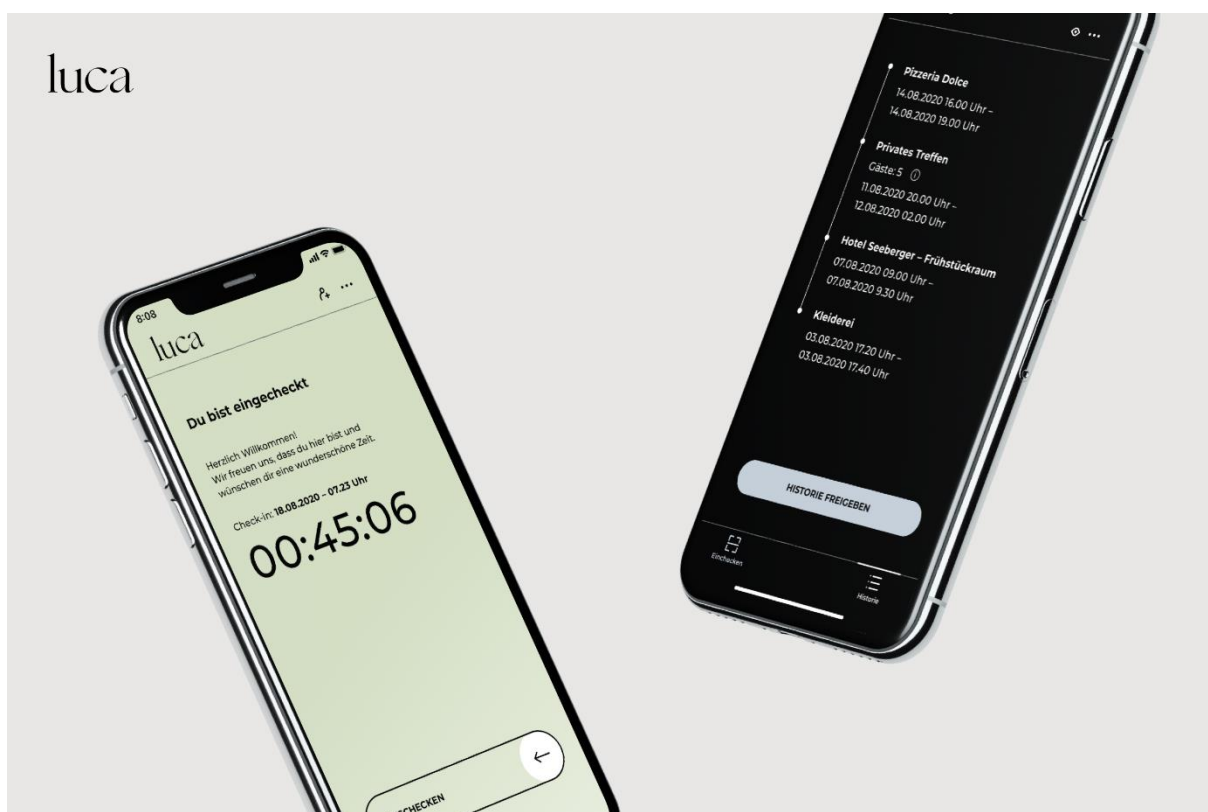 luca
8:08
luca
Du bist eingecheckt
Herzlich Willkommen!
Wir freuen uns, dass du hier bist und
wünschen dir eine wunderschöne Zeit.
Check-in: 18.08.2020 – 07.23 Uhr
00:45:06
Pizzeria Dolce
14.08.2020 16.00 Uhr –
14.08.2020 19.00 Uhr
Privates Treffen
Gäste: 5
11.08.2020 20.00 Uhr –
12.08.2020 02.00 Uhr
Hotel Seeberger – Frühstückraum
07.08.2020 09.00 Uhr –
07.08.2020 9.30 Uhr
Kleiderei
03.08.2020 17.20 Uhr –
03.08.2020 17.40 Uhr
HISTORIE FREIGEBEN
Einchecken
Historie